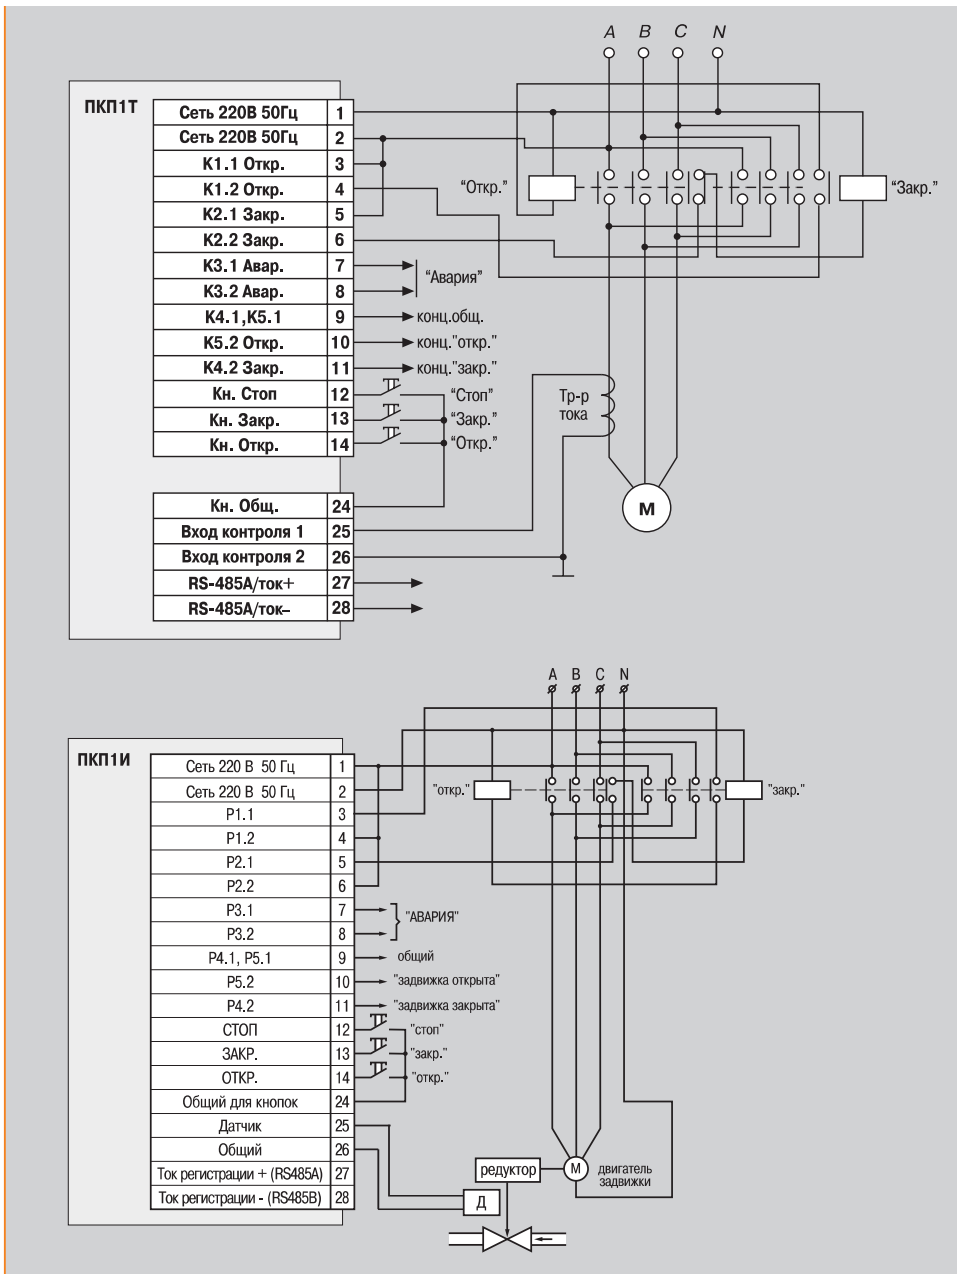 A B C N
ПКП1Т
Сеть 220В 50Гц 1
Сеть 220В 50Гц 2
К1.1 Откр. 3
К1.2 Откр. 4
"Откр."
"Закр."
К2.1 Закр. 5
К2.2 Закр. 6
К3.1 Авар. 7
"Авария"
К3.2 Авар. 8
К4.1,К5.1 9 конц.общ.
К5.2 Откр. 10 конц."откр."
К4.2 Закр. 11 конц."закр."
Кн. Стоп 12 "Стоп"
Кн. Закр. 13 "Закр."
Кн. Откр. 14 "Откр."
Тр-р
тока
М
Кн. Общ. 24
Вход контроля 1 25
Вход контроля 2 26
RS-485А/ток+ 27
RS-485А/ток– 28
A B C N
ПКП1И
Сеть 220 В 50 Гц 1
Сеть 220 В 50 Гц 2
"откр."
"закр."
Р1.1 3
Р1.2 4
Р2.1 5
Р2.2 6
Р3.1 7
"АВАРИЯ"
Р3.2 8
Р4.1, Р5.1 9 общий
Р5.2 10 "задвижка открыта"
Р4.2 11 "задвижка закрыта"
СТОП 12 "стоп"
ЗАКР. 13 "закр."
ОТКР. 14 "откр."
Общий для кнопок 24
Датчик 25
Общий 26
Ток регистрации + (RS485A) 27
Ток регистрации - (RS485B) 28
редуктор
М
двигатель
задвижки
Д